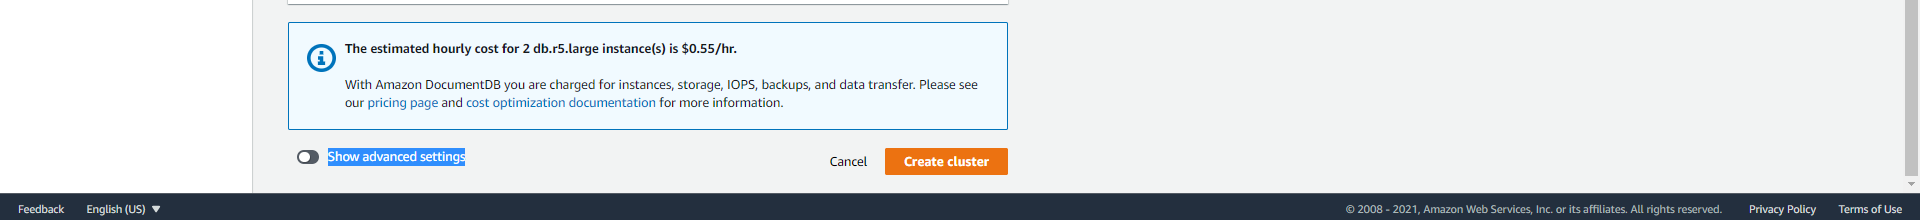 The estimated hourly cost for 2 db.r5.large instance(s) is $0.55/hr.
With Amazon DocumentDB you are charged for instances, storage, IOPS, backups, and data transfer. Please see
our pricing page and cost optimization documentation for more information.
Show advanced settings
Cancel
Create cluster
Feedback
English (US)
© 2008 - 2021, Amazon Web Services, Inc. or its affiliates. All rights reserved.
Privacy Policy
Terms of Use